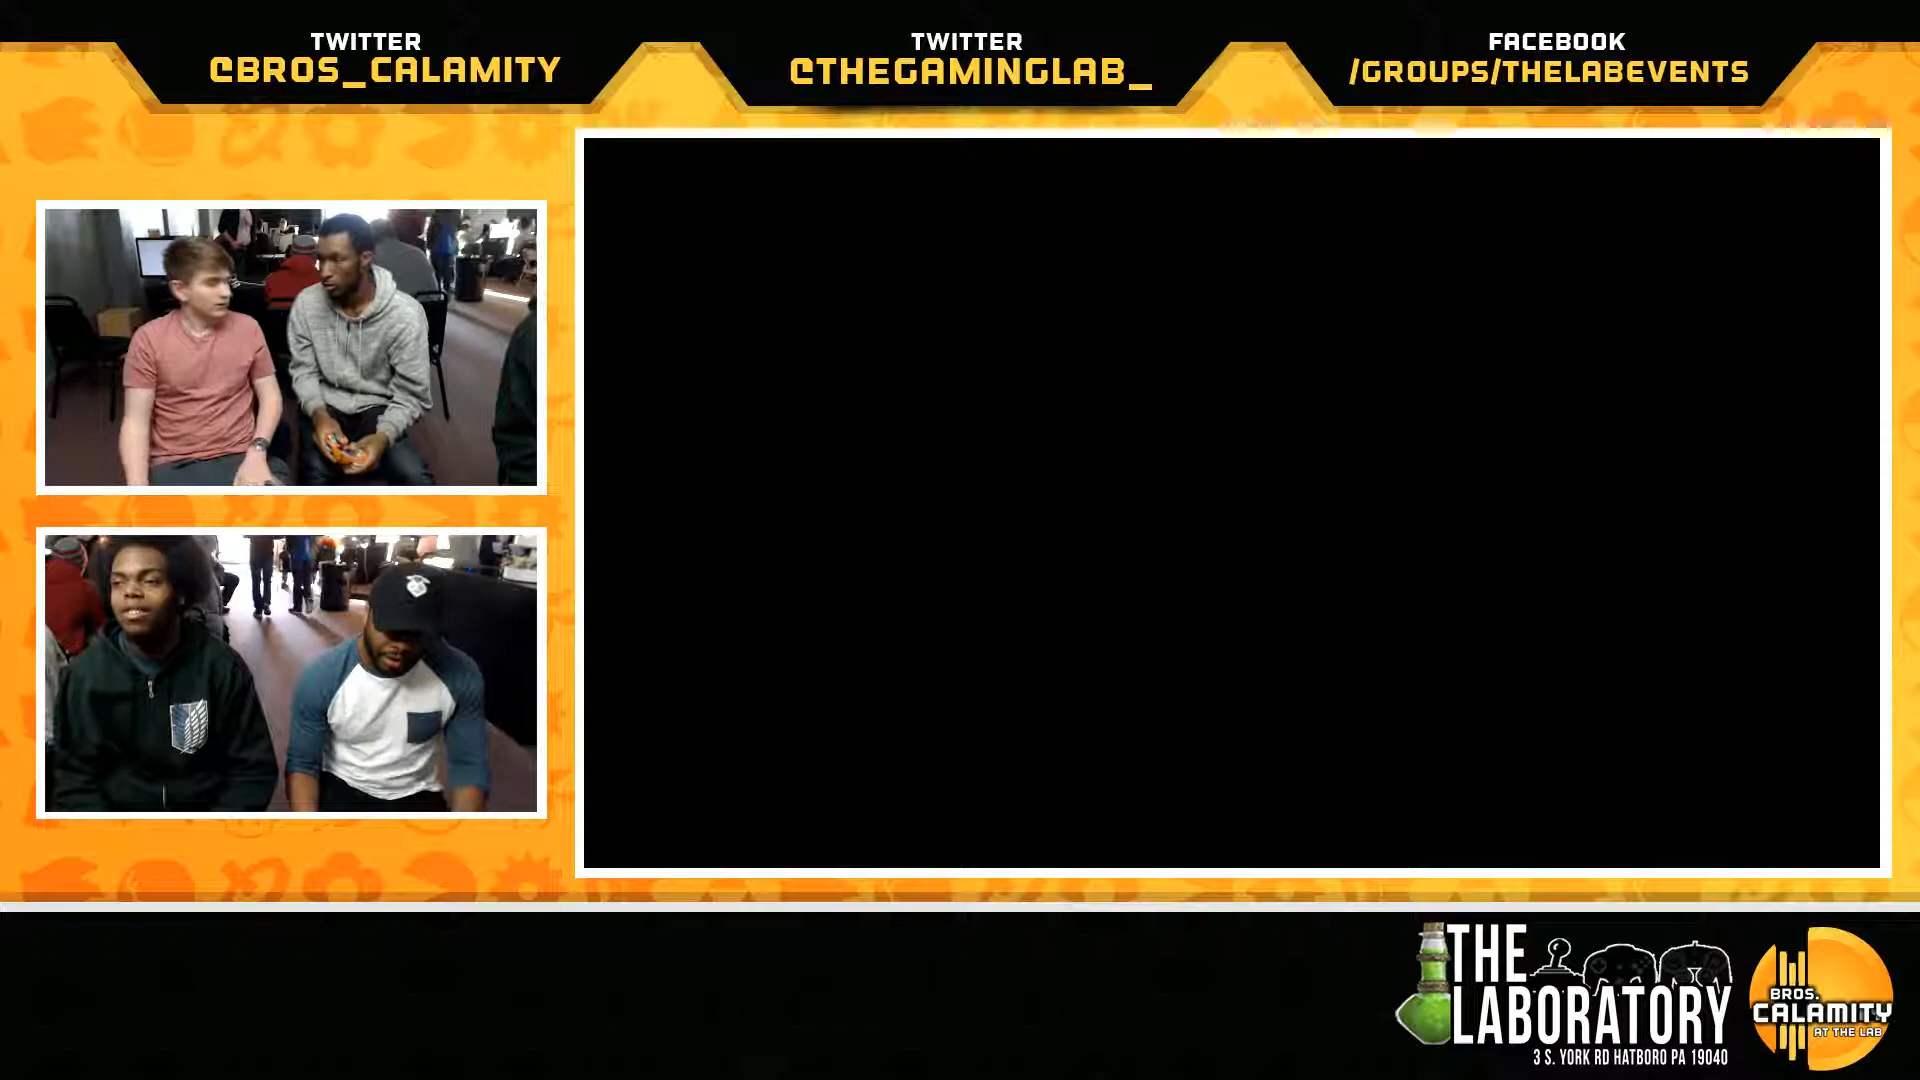 TWITTER
@BROS_CALAMITY
TWITTER
@THEGAMINGLAB_
FACEBOOK
/GROUPS/THELABEVENTS
THE
LABORATORY
3 S. YORK RD HATBORO PA 19040
BROS.
CALAMITY
AT THE LAB